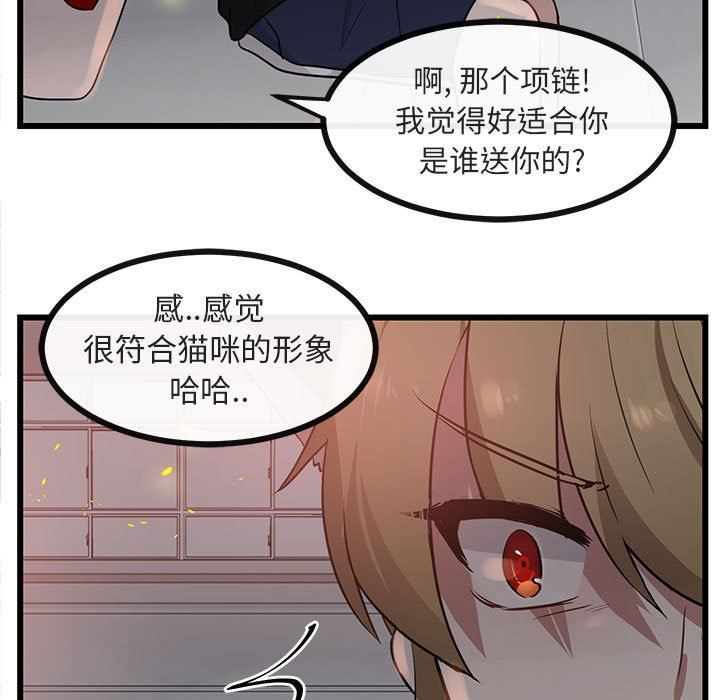 啊, 那个项链!
我觉得好适合你
是谁送你的?
感..感觉
很符合猫咪的形象
哈哈..